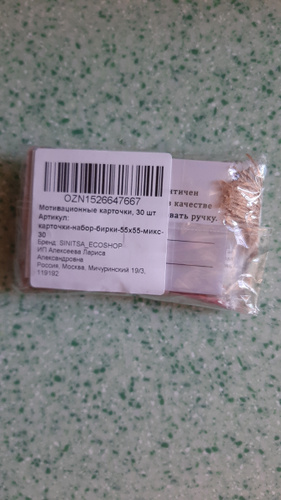 OZN1526647667
Мотивационные карточки, 30 шт
Артикул:
карточки-набор-бирки-55х55-микс-
30
Бренд: SINITSA_ECOSHOP
ИП Алексеева Лариса
Александровна
Россия, Москва, Мичуринский 19/3,
119192
тичен
качестве
вать ручку.